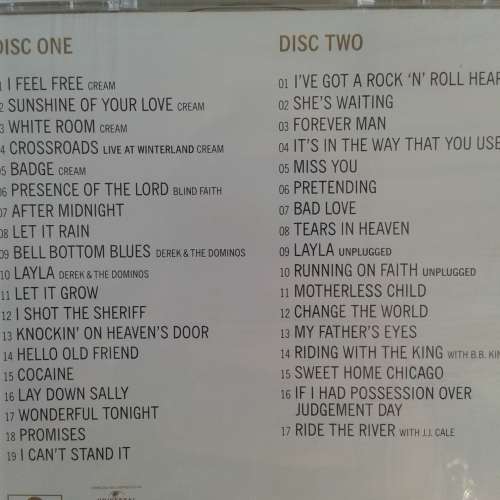 DISC ONE
1 I FEEL FREE CREAM
2 SUNSHINE OF YOUR LOVE CREAM
3 WHITE ROOM CREAM
4 CROSSROADS LIVE AT WINTERLAND CREAM
05 BADGE CREAM
06 PRESENCE OF THE LORD BLIND FAITH
07 AFTER MIDNIGHT
08 LET IT RAIN
09 BELL BOTTOM BLUES DEREK & THE DOMINOS
10 LAYLA DEREK & THE DOMINOS
11 LET IT GROW
12 I SHOT THE SHERIFF
13 KNOCKIN' ON HEAVEN'S DOOR
14 HELLO OLD FRIEND
15 COCAINE
16 LAY DOWN SALLY
17 WONDERFUL TONIGHT
18 PROMISES
19 I CAN'T STAND IT
DISC TWO
01 I'VE GOT A ROCK 'N' ROLL HEAR
02 SHE'S WAITING
03 FOREVER MAN
04 IT'S IN THE WAY THAT YOU USE
05 MISS YOU
06 PRETENDING
07 BAD LOVE
08 TEARS IN HEAVEN
09 LAYLA UNPLUGGED
10 RUNNING ON FAITH UNPLUGGED
11 MOTHERLESS CHILD
12 CHANGE THE WORLD
13 MY FATHER'S EYES
14 RIDING WITH THE KING WITH B.B. KIN
15 SWEET HOME CHICAGO
16 IF I HAD POSSESSION OVER
JUDGEMENT DAY
17 RIDE THE RIVER WITH J.J. CALE